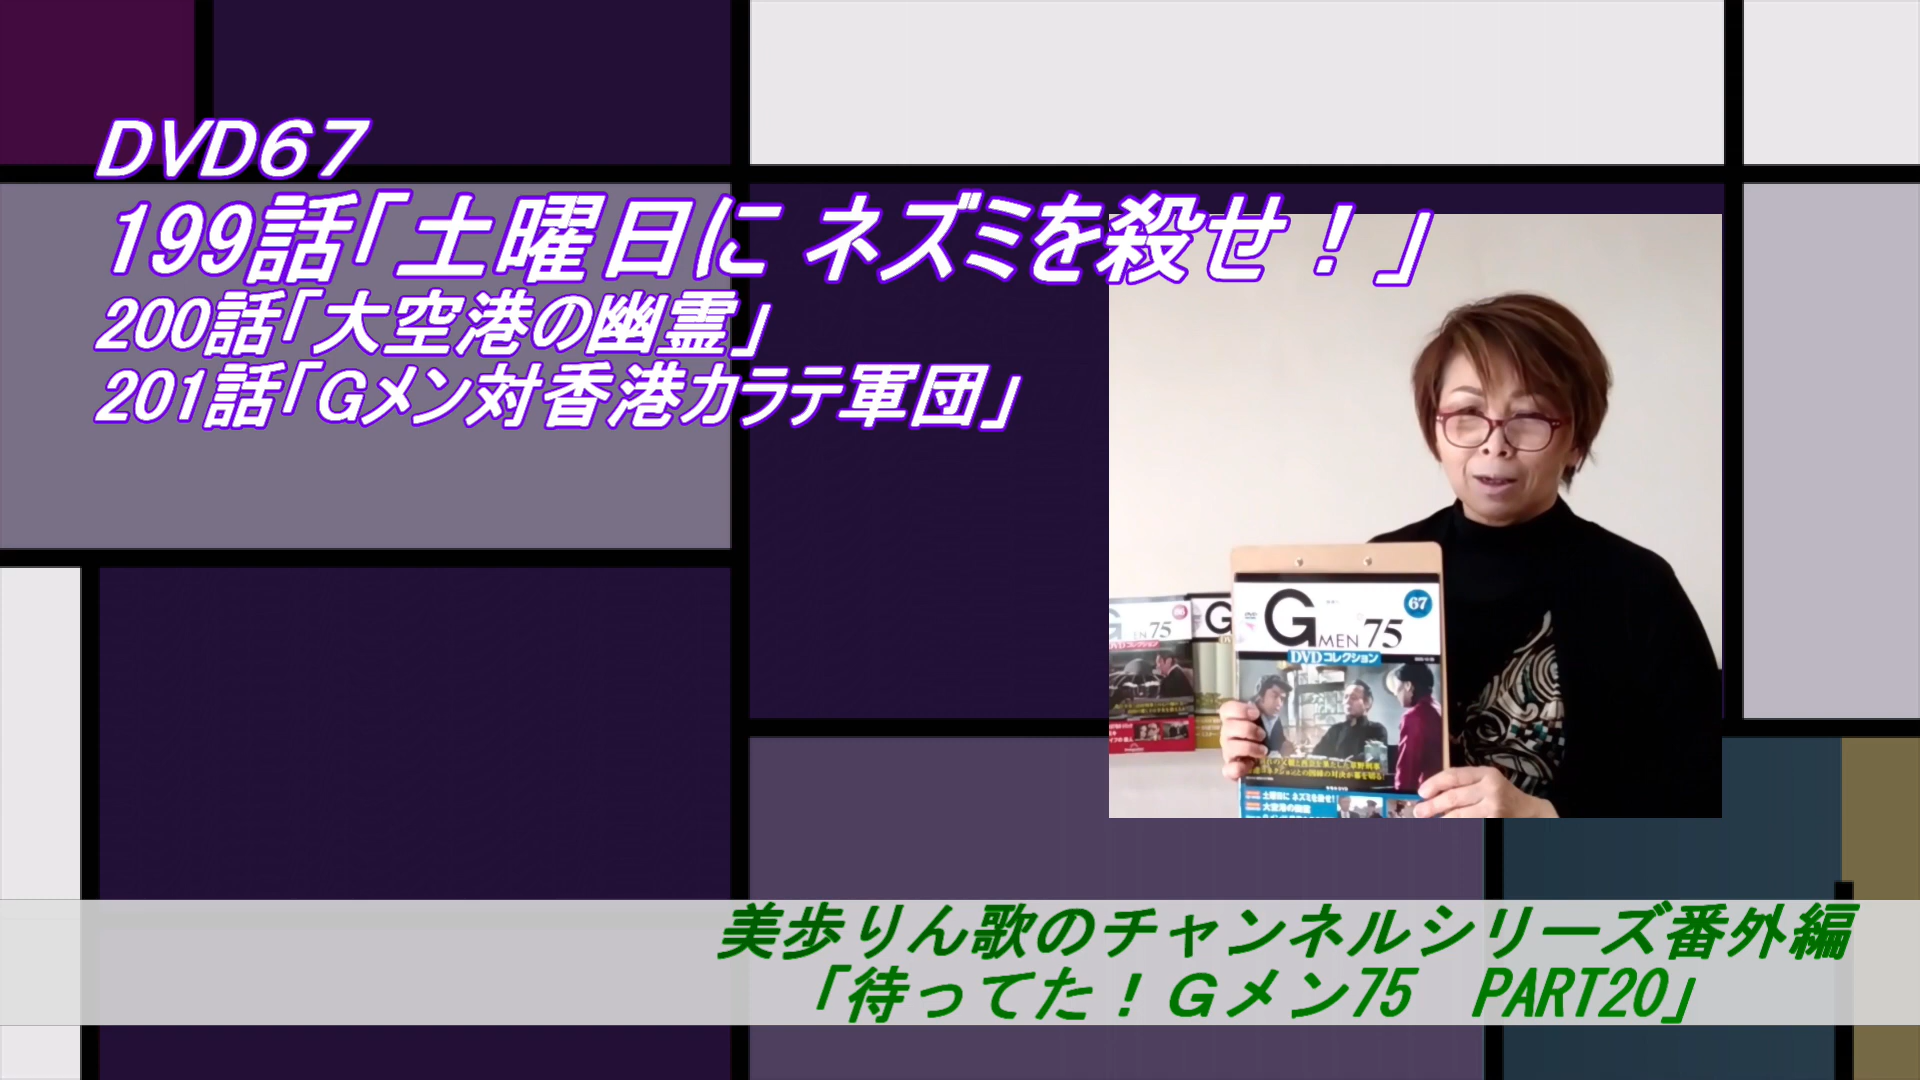 DVD67
199話「土曜日に ネズミを殺せ！」
200話「大空港の幽霊」
201話「Gメン対香港カラテ軍団」
G MEN 75
67
DVDコレクション
土曜日に ネズミを殺せ！
大空港の幽霊
G
MEN 75
美歩りん歌のチャンネルシリーズ番外編
「待ってた！Ｇメン75　PART20」